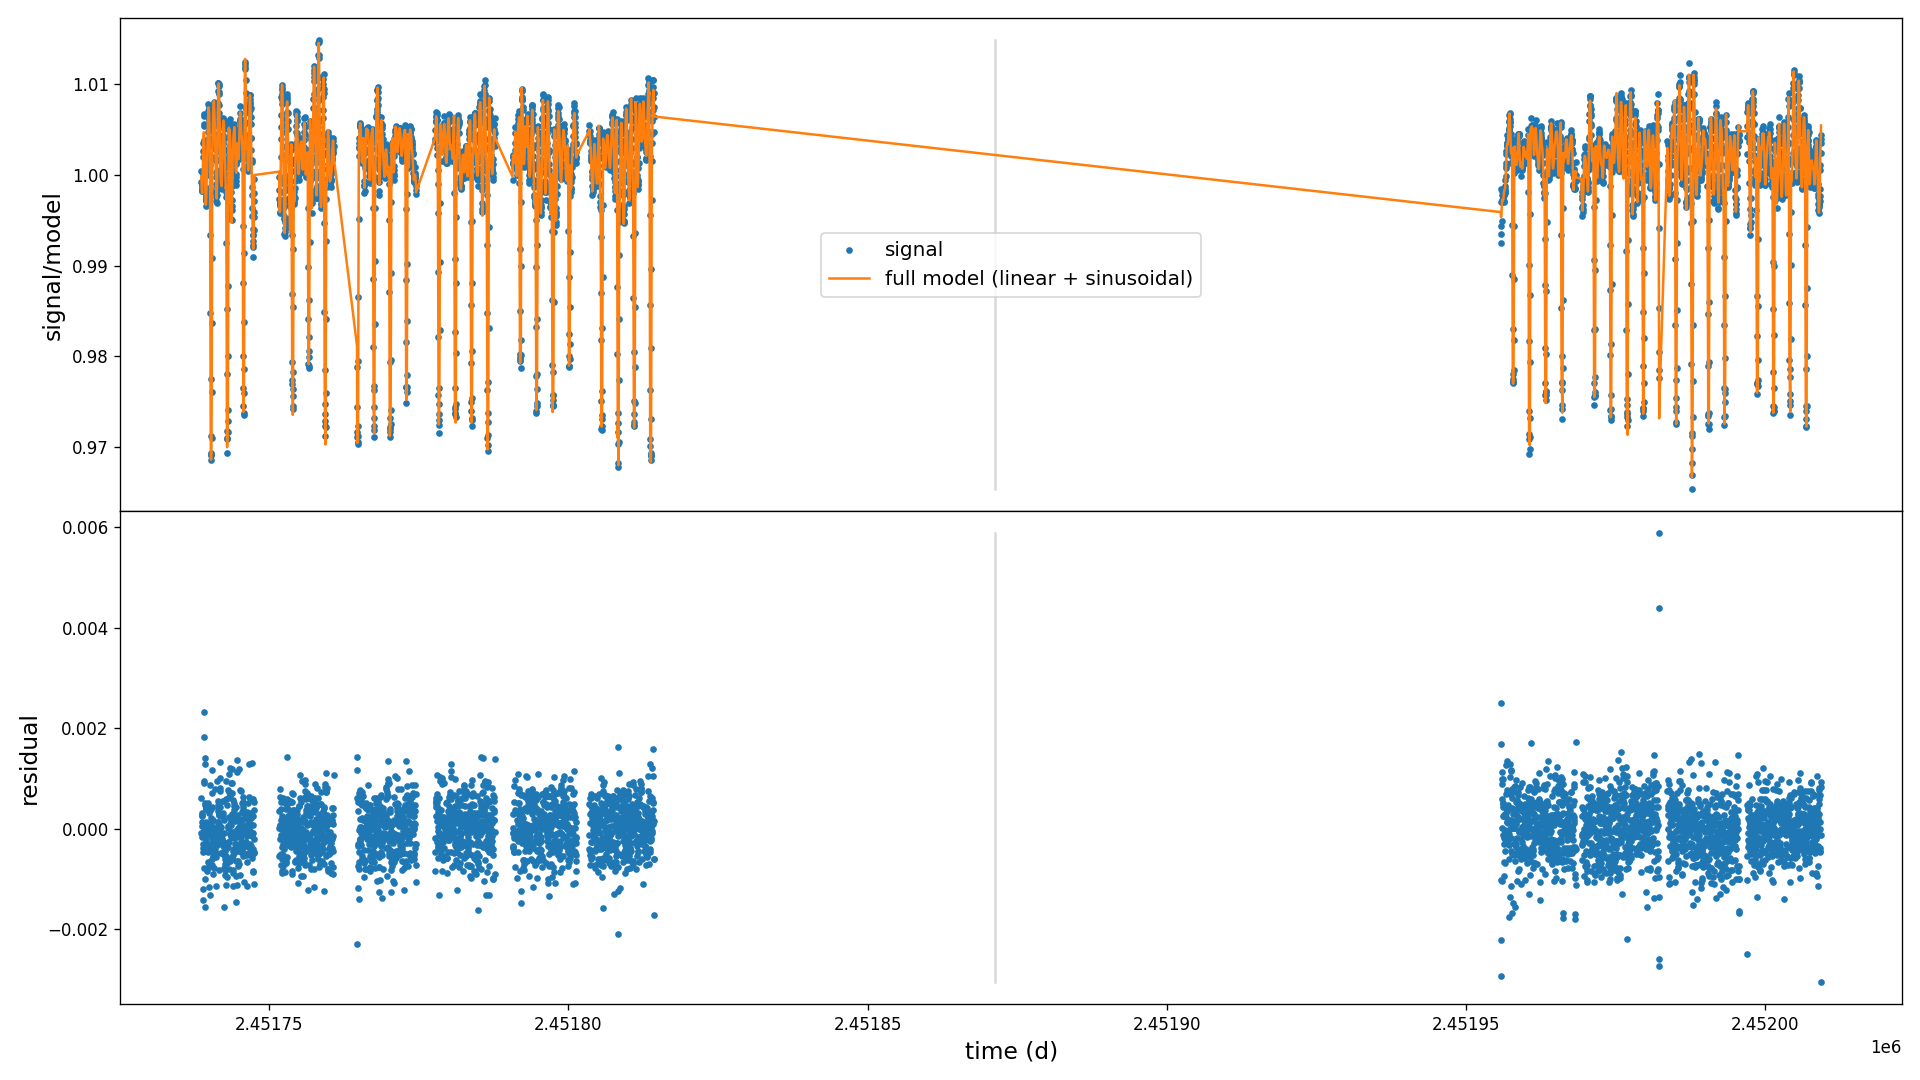 1.01
1.00
0.99
0.98
0.97
signal/model
signal
full model (linear + sinusoidal)
0.006
0.004
0.002
0.000
−0.002
residual
2.45175
2.45180
2.45185
2.45190
2.45195
2.45200
1e6
time (d)